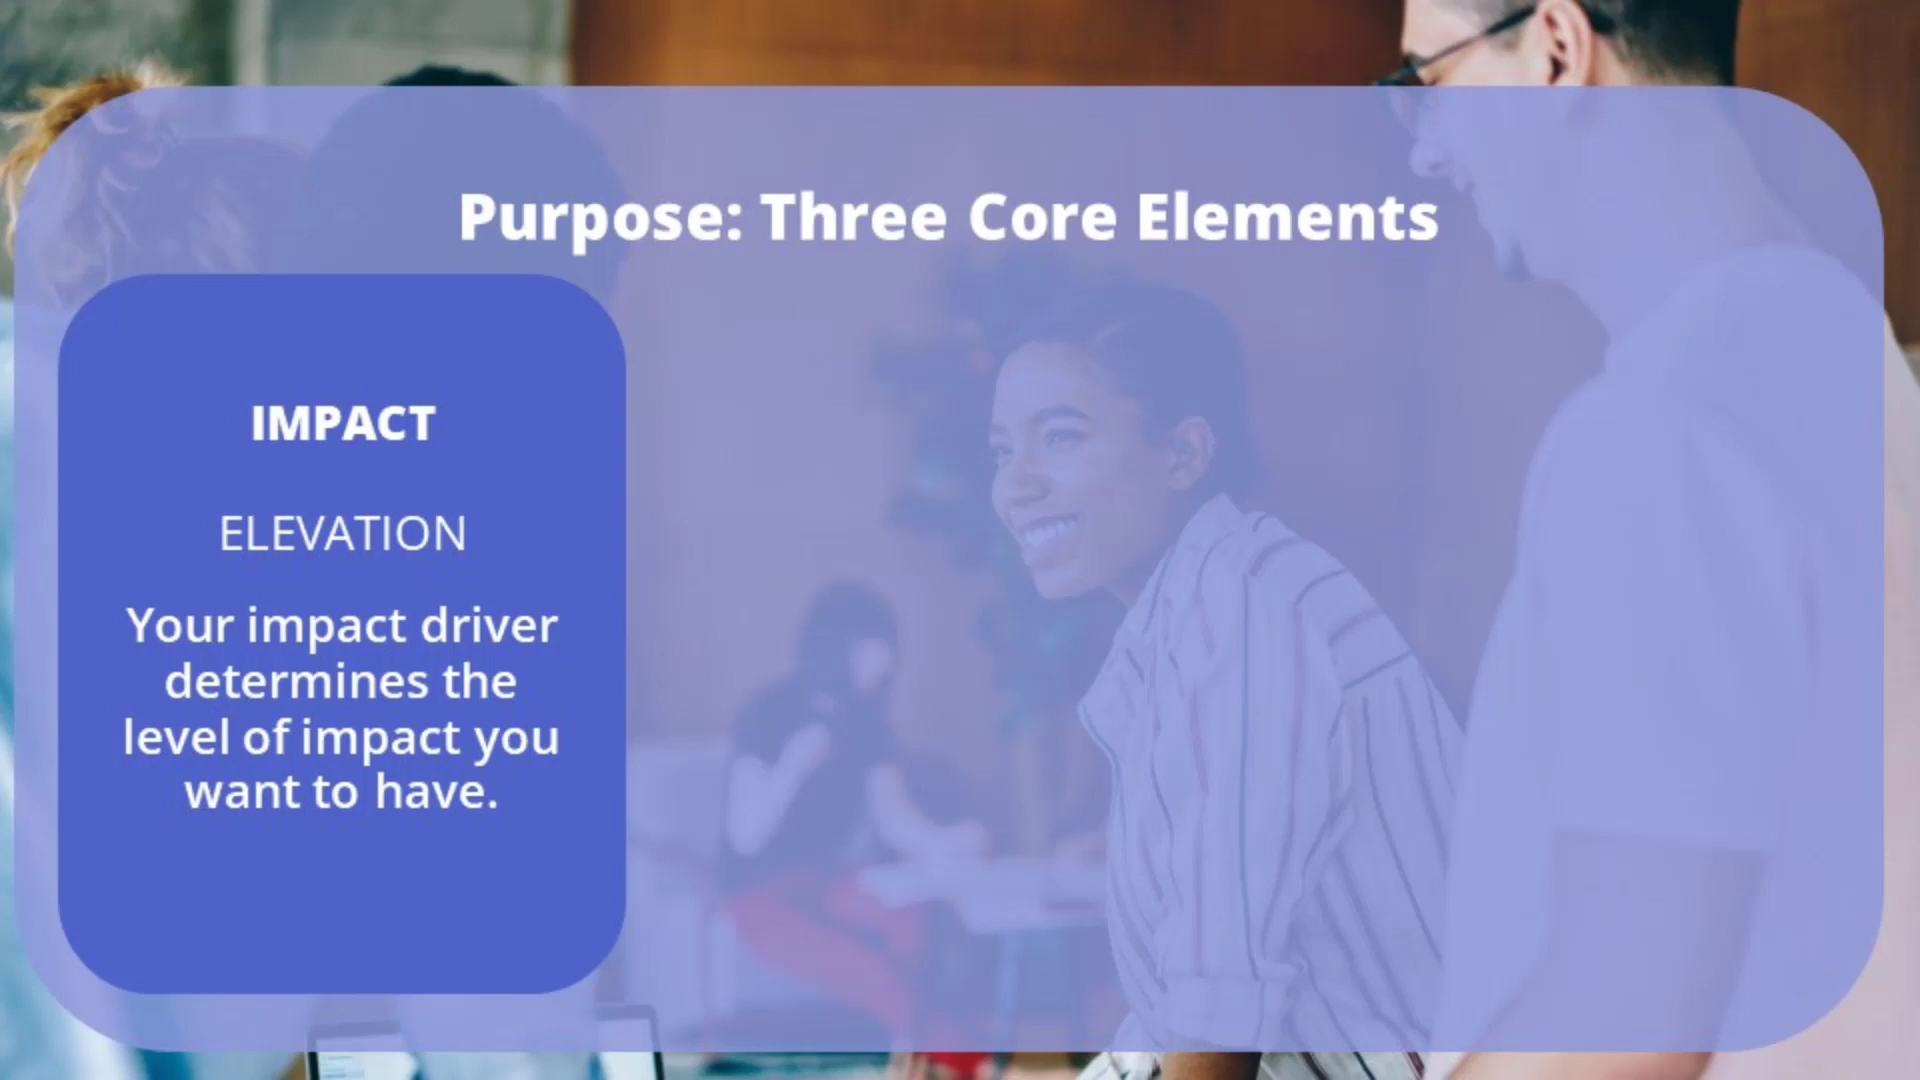 Purpose: Three Core Elements
IMPACT
ELEVATION
Your impact driver
determines the
level of impact you
want to have.